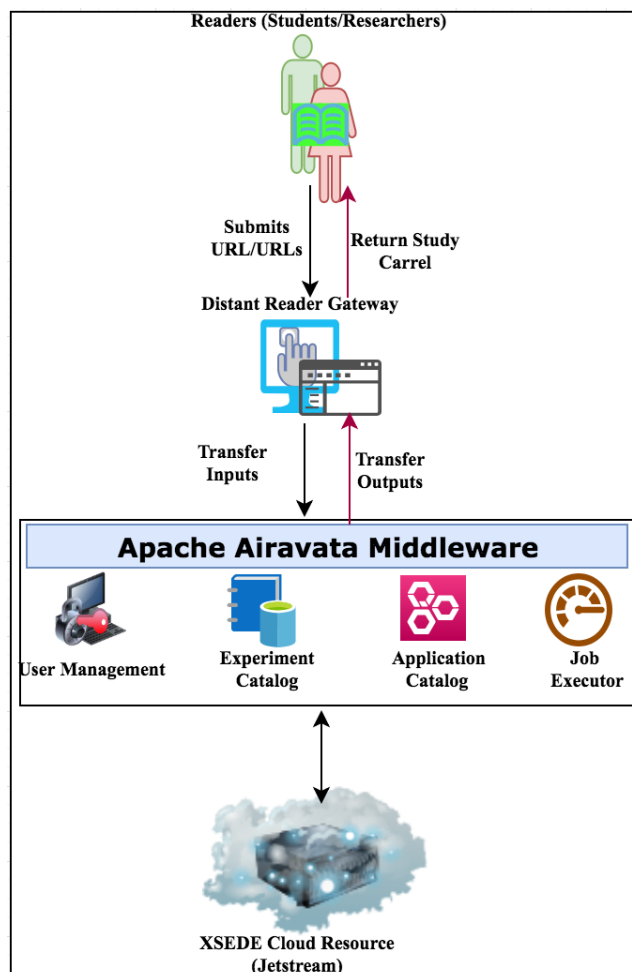 Readers (Students/Researchers)
Submits
URL/URLs
Return Study
Carrel
Distant Reader Gateway
Transfer
Inputs
Transfer
Outputs
Apache Airavata Middleware
User Management
Experiment
Catalog
Application
Catalog
Job
Executor
XSEDE Cloud Resource
(Jetstream)